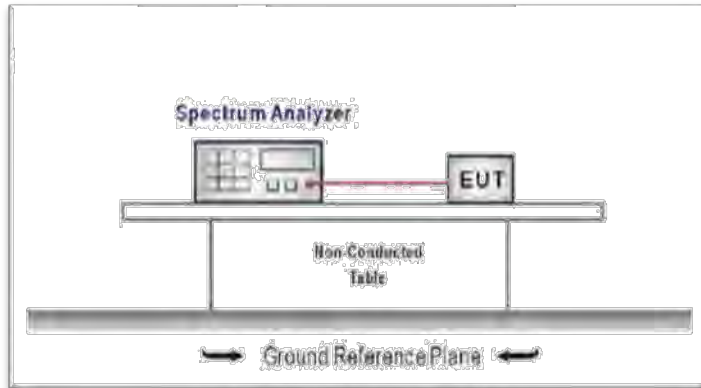 Spectrum Analyzer
EUT
Non-Conducted
Table
Ground Reference Plane